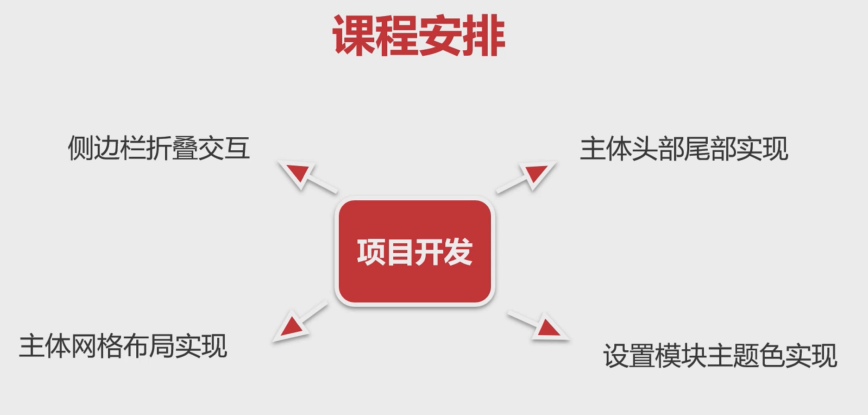 课程安排
侧边栏折叠交互
主体头部尾部实现
项目开发
主体网格布局实现
设置模块主题色实现